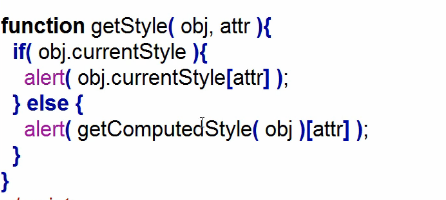 function getStyle( obj, attr ){
if( obj.currentStyle ){
alert( obj.currentStyle[attr] );
} else {
alert( getComputedStyle( obj )[attr] );
}
}